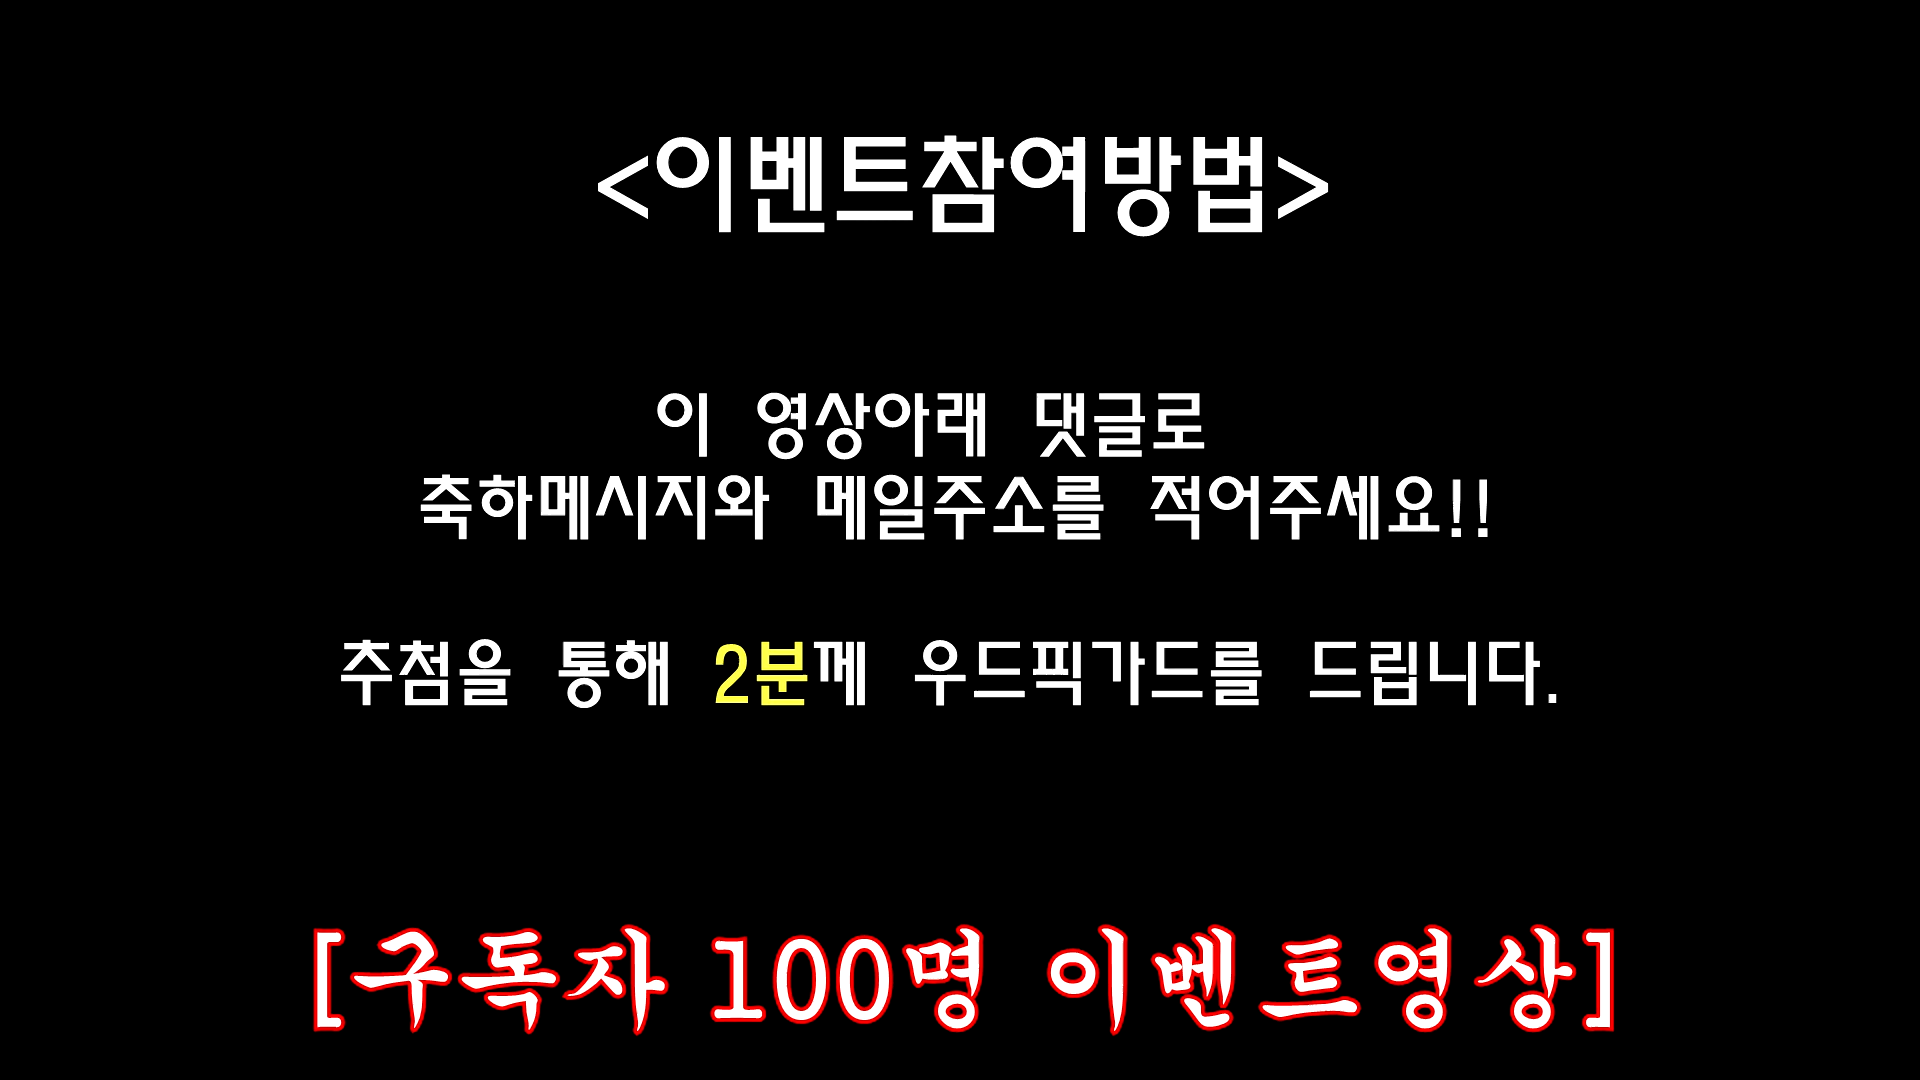 <이벤트참여방법>
이 영상아래 댓글로
축하메시지와 메일주소를 적어주세요!!
추첨을 통해 2분께 우드픽가드를 드립니다.
[구독자 100명 이벤트영상]